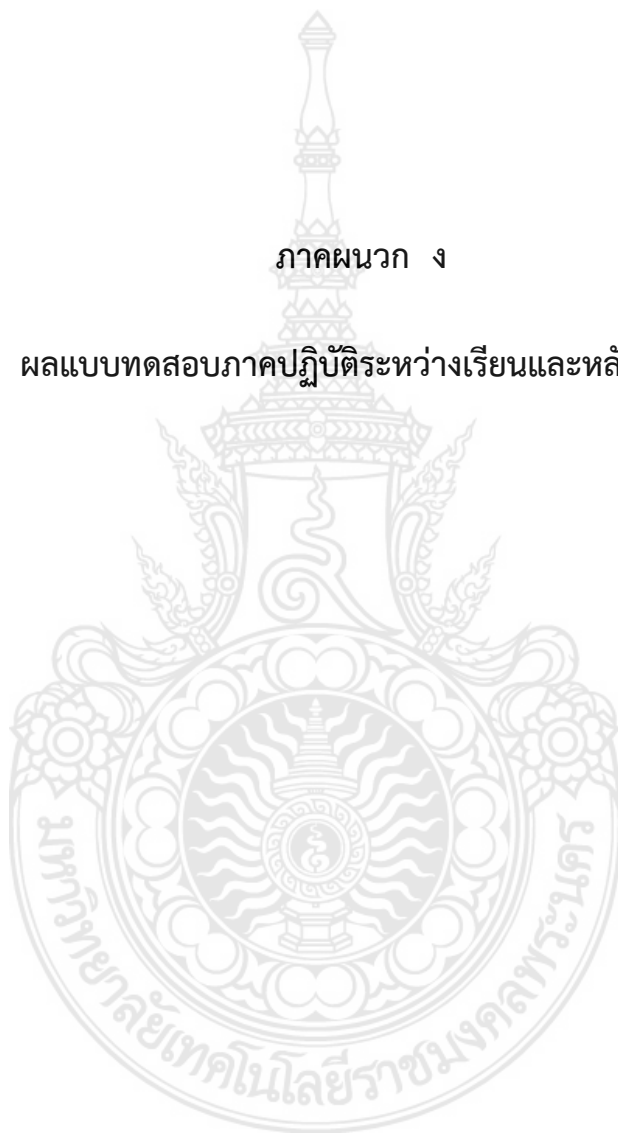 ภาคผนวก ง
ผลแบบทดสอบภาคปฏิบัติระหว่างเรียนและหลั
มหาวิทยาลัยเทคโนโลยีราชมงคลพระนคร